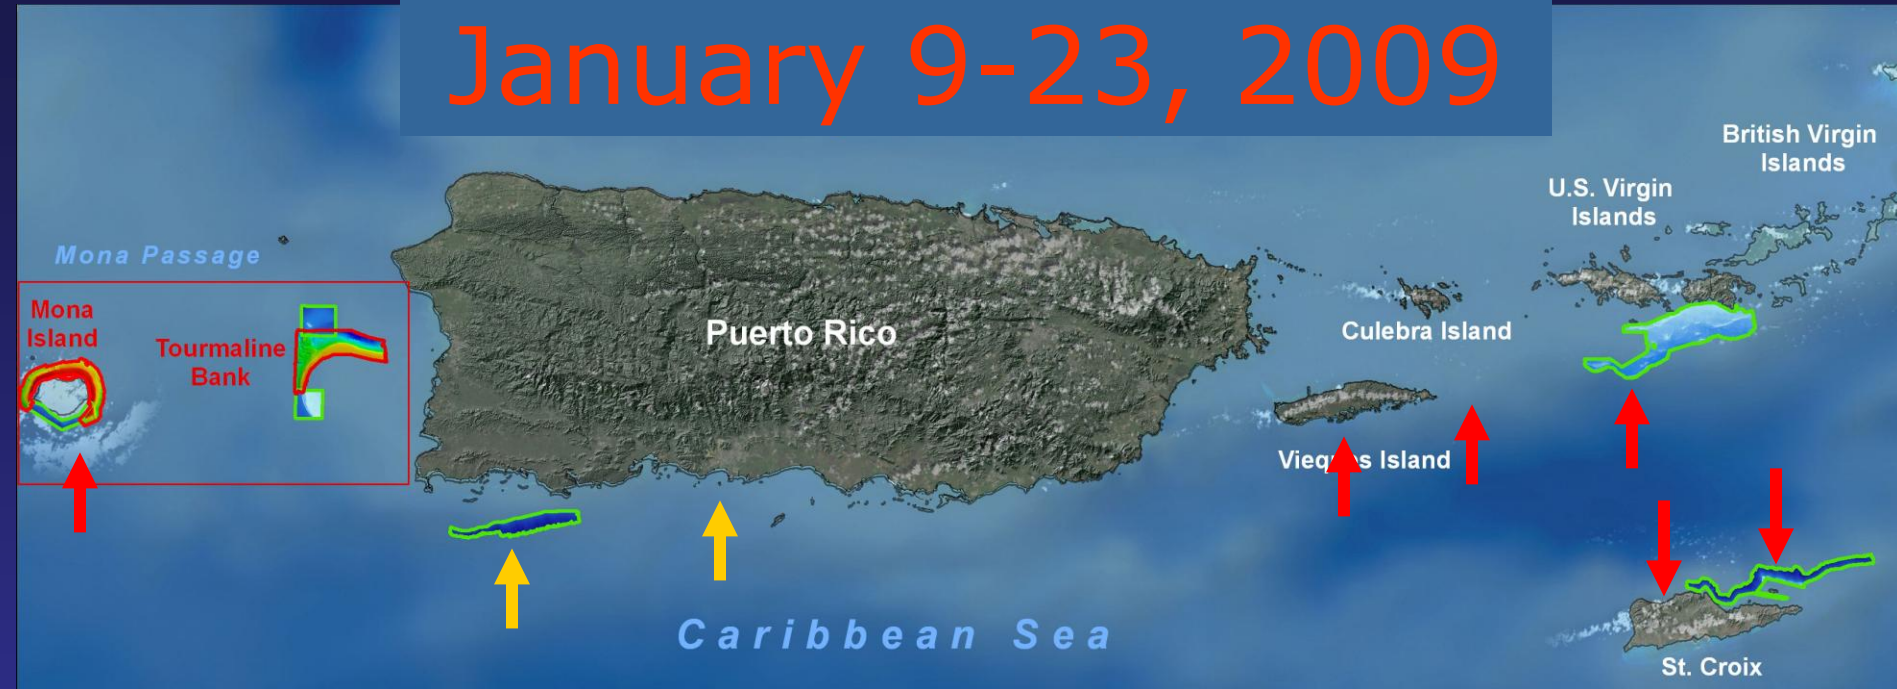 January 9-23, 2009
British Virgin
Islands
U.S. Virgin
Islands
Mona Passage
Mona
Island
Tourmaline
Bank
Puerto Rico
Culebra Island
Vieques Island
Caribbean Sea
St. Croix